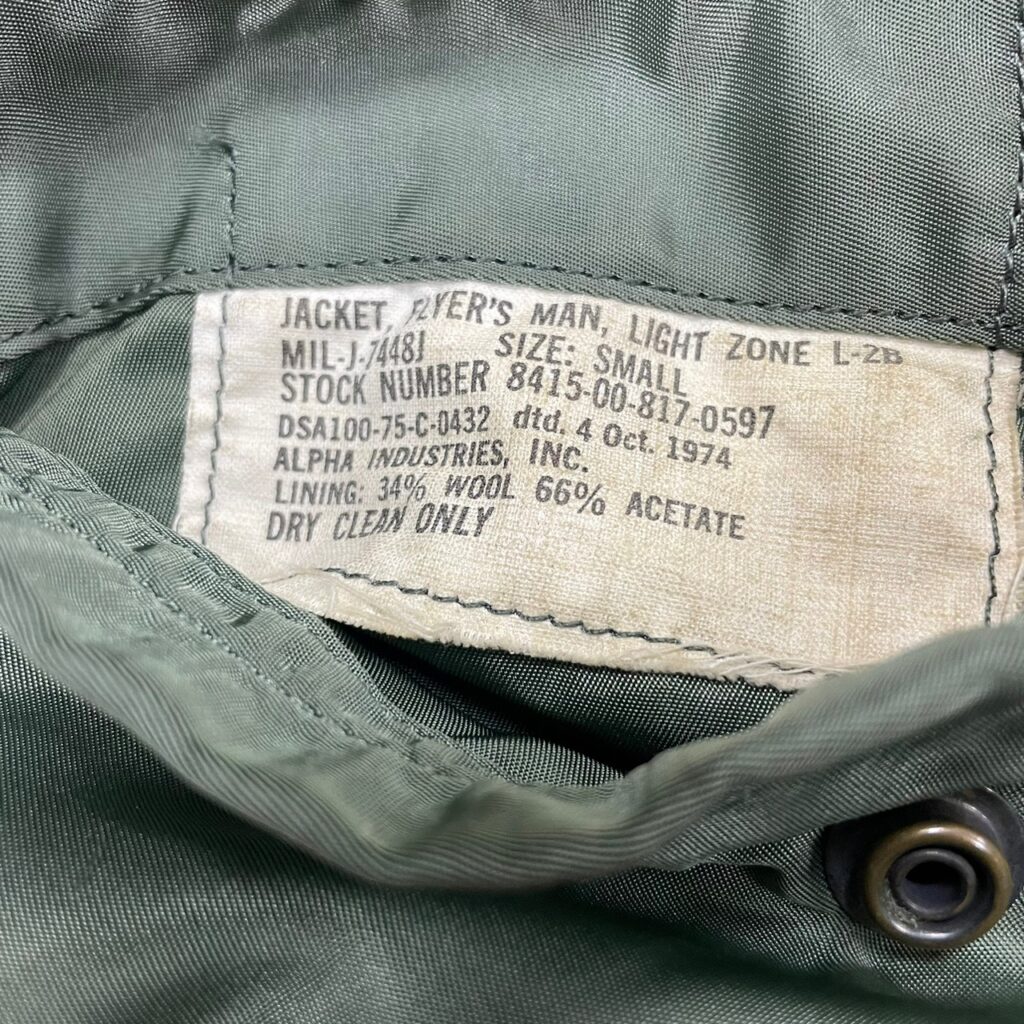 JACKET, FLYER'S MAN, LIGHT ZONE L-2B
MIL-J-7448J SIZE: SMALL
STOCK NUMBER 8415-00-817-0597
DSA100-75-C-0432 dtd. 4 Oct. 1974
ALPHA INDUSTRIES, INC.
LINING: 34% WOOL 66% ACETATE
DRY CLEAN ONLY